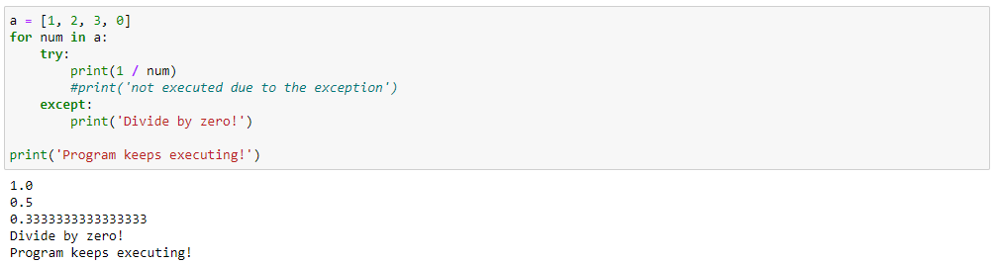 a = [1, 2, 3, 0]
for num in a:
    try:
        print(1 / num)
        #print('not executed due to the exception')
    except:
        print('Divide by zero!')

print('Program keeps executing!')
1.0
0.5
0.3333333333333333
Divide by zero!
Program keeps executing!